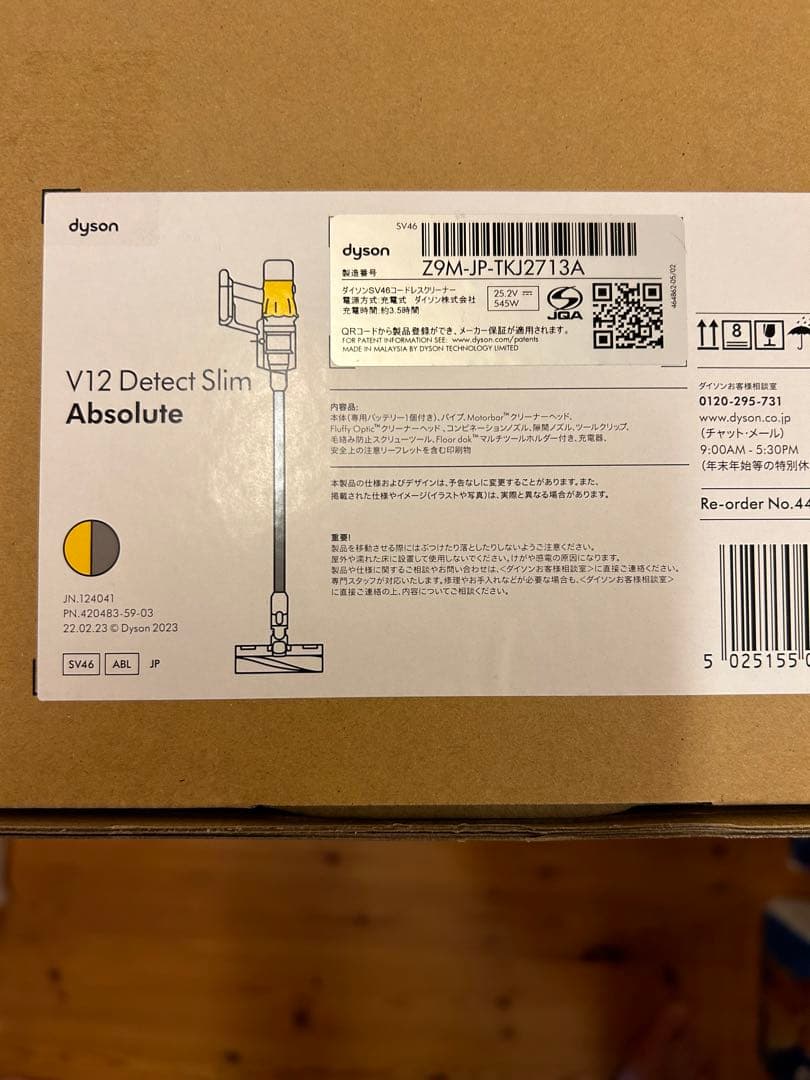 dyson
V12 Detect Slim
Absolute
JN.124041
PN.420483-59-03
22.02.23 © Dyson 2023
SV46 ABL JP
SV46
dyson
製造番号 Z9M-JP-TKJ2713A
ダイソンSV46コードレスクリーナー
電源方式:充電式 ダイソン株式会社
充電時間:約3.5時間
25.2V
545W
JQA
QRコードから製品登録ができ、メーカー保証が適用されます。
FOR PATENT INFORMATION SEE: www.dyson.com/patents
MADE IN MALAYSIA BY DYSON TECHNOLOGY LIMITED
464862-05/02
内容品:
本体(専用バッテリー1個付き)、パイプ、Motorbar™クリーナーヘッド、
Fluffy Optic™クリーナーヘッド、コンビネーションノズル、隙間ノズル、ツールクリップ、
毛絡み防止スクリューツール、Floor dok™マルチツールホルダー付き、充電器、
安全上の注意リーフレットを含む印刷物
本製品の仕様およびデザインは、予告なしに変更することがあります。また、
掲載された仕様やイメージ(イラストや写真)は、実際と異なる場合があります。
重要!
製品を移動させる際にはぶつけたり落としたりしないようご注意ください。
屋外や濡れた床に設置して使用しないでください。けがや感電の原因になります。
製品や仕様に関するご相談やお問い合わせは、<ダイソンお客様相談室>に直接ご連絡ください。
専門スタッフが対応いたします。修理やお手入れなどが必要な場合も、<ダイソンお客様相談室>
に直接ご連絡の上、内容についてご相談ください。
8
ダイソンお客様相談室
0120-295-731
www.dyson.co.jp
(チャット・メール)
9:00AM - 5:30PM
(年末年始等の特別休
Re-order No.44
5 025155 0